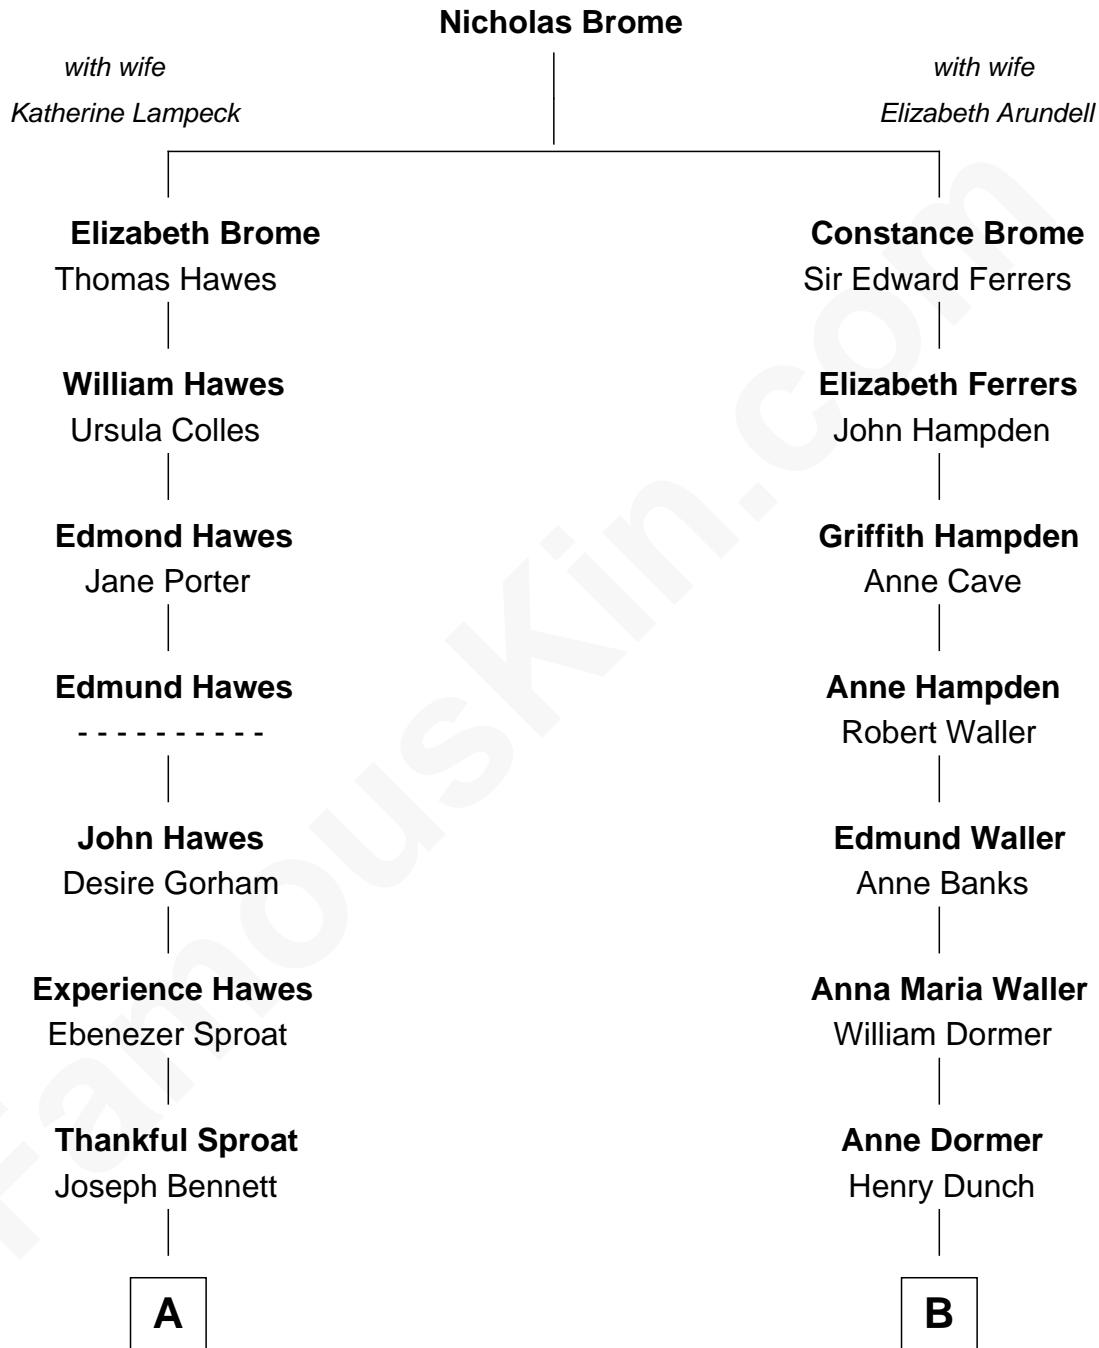 Nicholas Brome
with wife
Katherine Lampeck
with wife
Elizabeth Arundell
Elizabeth Brome
Thomas Hawes
Constance Brome
Sir Edward Ferrers
William Hawes
Ursula Colles
Elizabeth Ferrers
John Hampden
Edmond Hawes
Jane Porter
Griffith Hampden
Anne Cave
Edmund Hawes
- - - - - - - - - -
Anne Hampden
Robert Waller
John Hawes
Desire Gorham
Edmund Waller
Anne Banks
Experience Hawes
Ebenezer Sproat
Anna Maria Waller
William Dormer
Thankful Sproat
Joseph Bennett
Anne Dormer
Henry Dunch
A
B
FamousKin.com